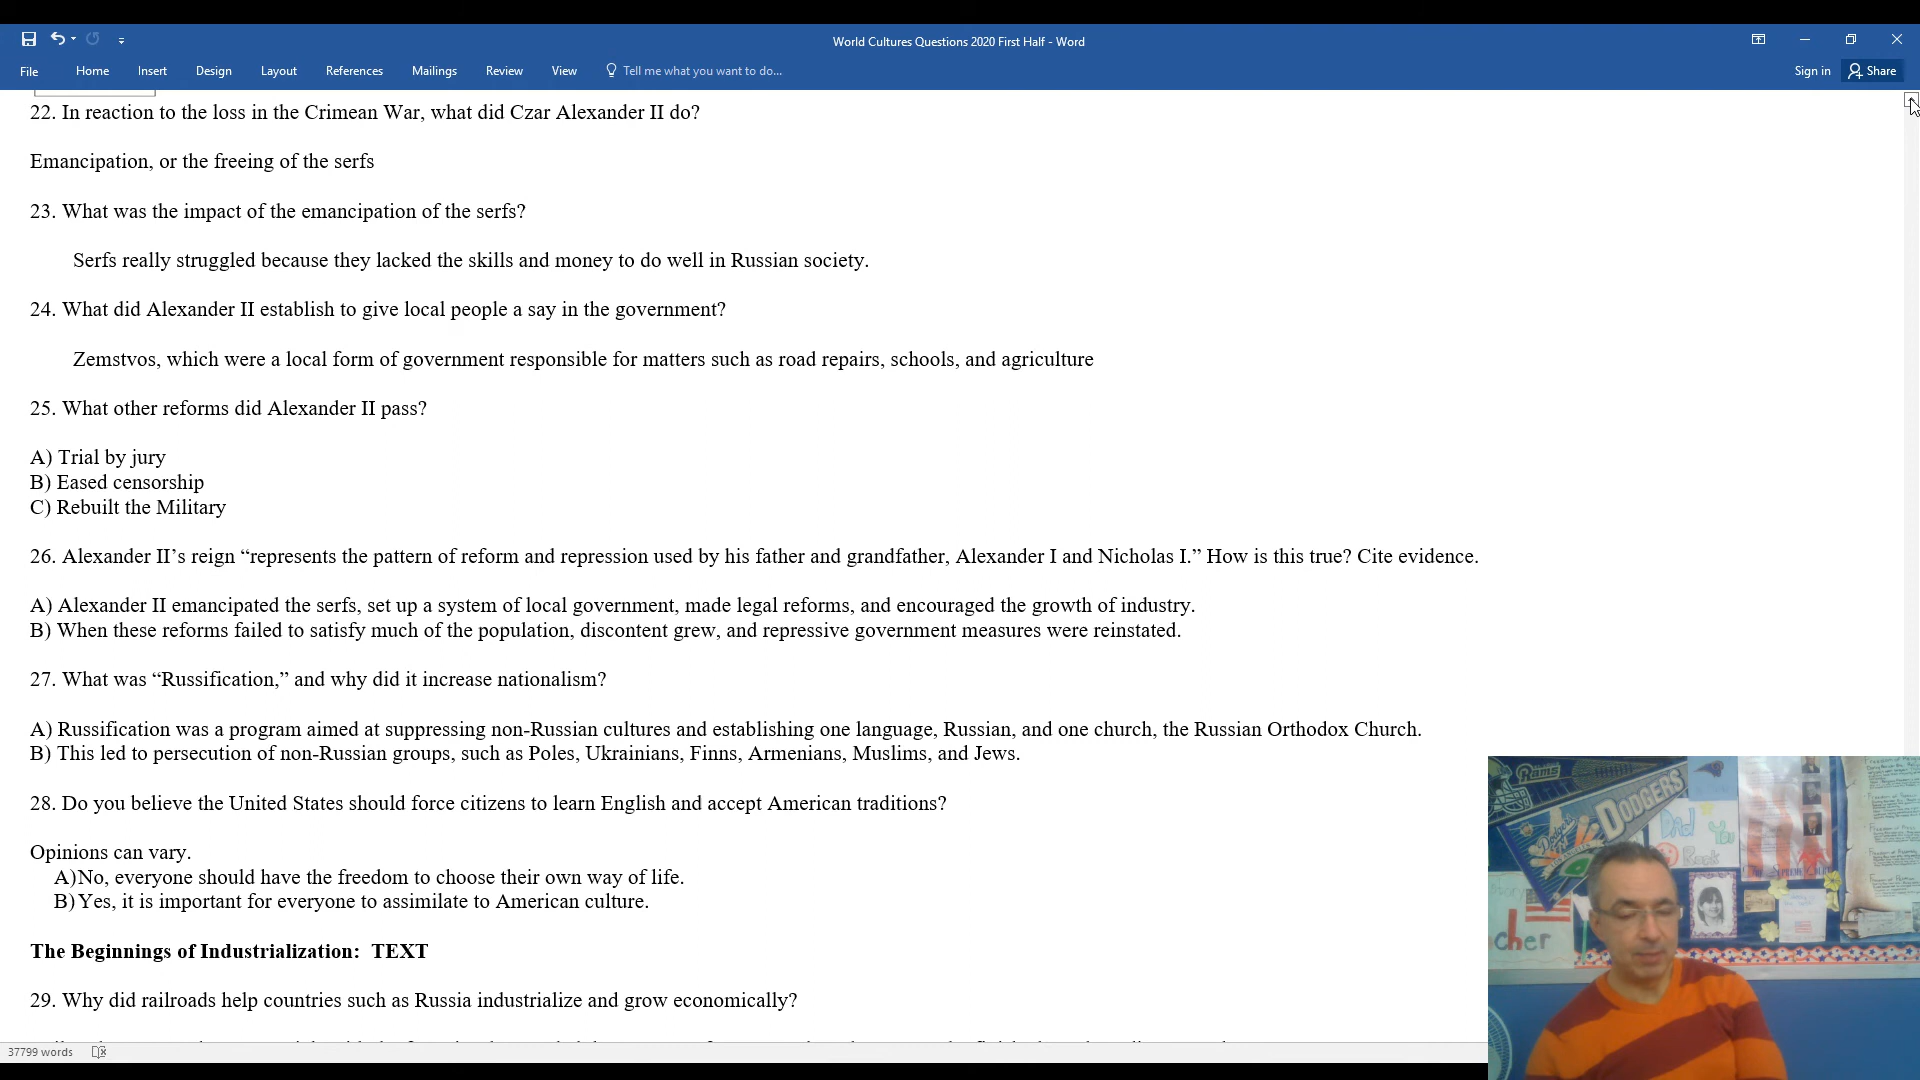 World Cultures Questions 2020 First Half - Word
File Home Insert Design Layout References Mailings Review View Tell me what you want to do... Sign in Share
22. In reaction to the loss in the Crimean War, what did Czar Alexander II do?
Emancipation, or the freeing of the serfs
23. What was the impact of the emancipation of the serfs?
Serfs really struggled because they lacked the skills and money to do well in Russian society.
24. What did Alexander II establish to give local people a say in the government?
Zemstvos, which were a local form of government responsible for matters such as road repairs, schools, and agriculture
25. What other reforms did Alexander II pass?
A) Trial by jury
B) Eased censorship
C) Rebuilt the Military
26. Alexander II’s reign “represents the pattern of reform and repression used by his father and grandfather, Alexander I and Nicholas I.” How is this true? Cite evidence.
A) Alexander II emancipated the serfs, set up a system of local government, made legal reforms, and encouraged the growth of industry.
B) When these reforms failed to satisfy much of the population, discontent grew, and repressive government measures were reinstated.
27. What was “Russification,” and why did it increase nationalism?
A) Russification was a program aimed at suppressing non-Russian cultures and establishing one language, Russian, and one church, the Russian Orthodox Church.
B) This led to persecution of non-Russian groups, such as Poles, Ukrainians, Finns, Armenians, Muslims, and Jews.
28. Do you believe the United States should force citizens to learn English and accept American traditions?
Opinions can vary.
A) No, everyone should have the freedom to choose their own way of life.
B) Yes, it is important for everyone to assimilate to American culture.
The Beginnings of Industrialization: TEXT
29. Why did railroads help countries such as Russia industrialize and grow economically?
37799 words
Rams
DODGERS
Dodgers
Dad
You
Rock
cher